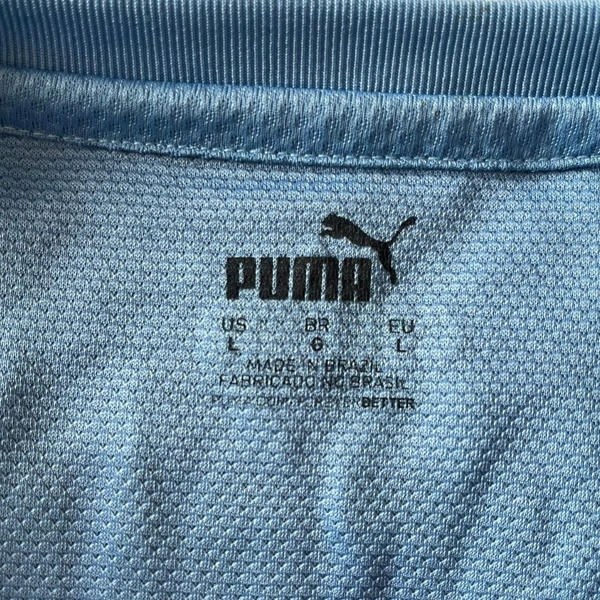 PUMA
US BR EU
L G L
MADE IN BRAZIL
FABRICADO NO BRASIL
BETTER